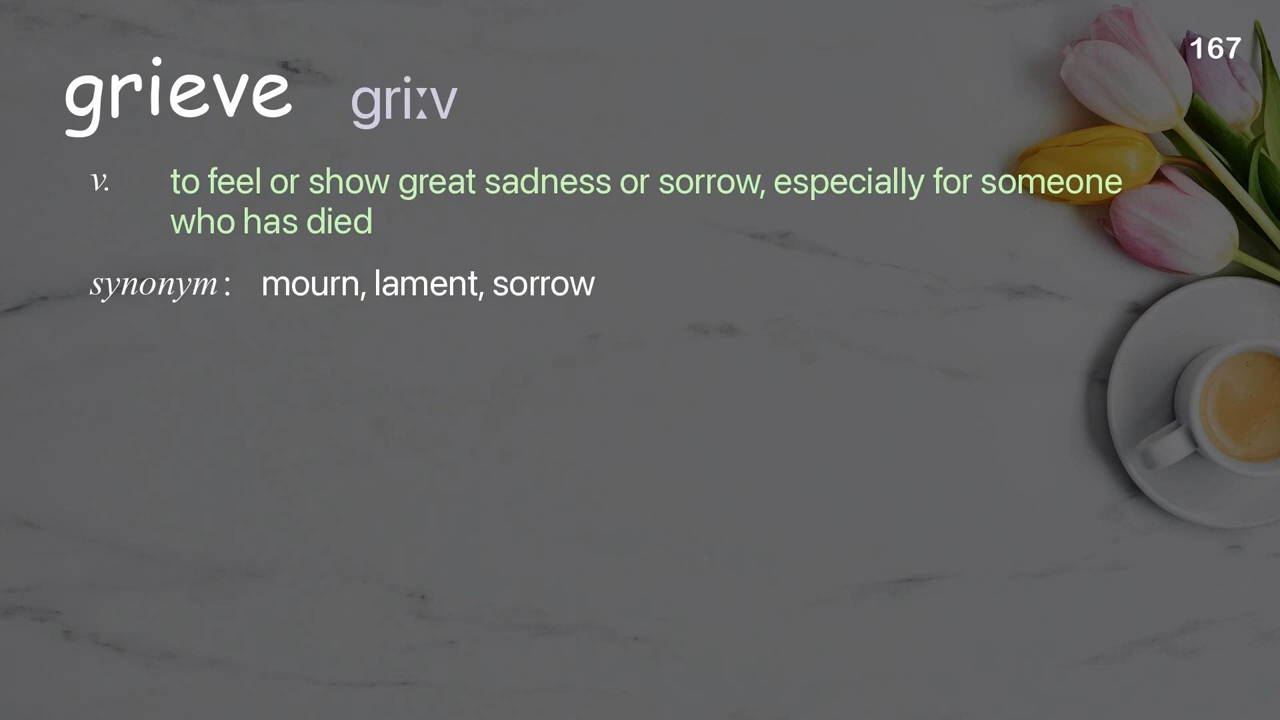 167
grieve griːv
v. to feel or show great sadness or sorrow, especially for someone
who has died
synonym: mourn, lament, sorrow